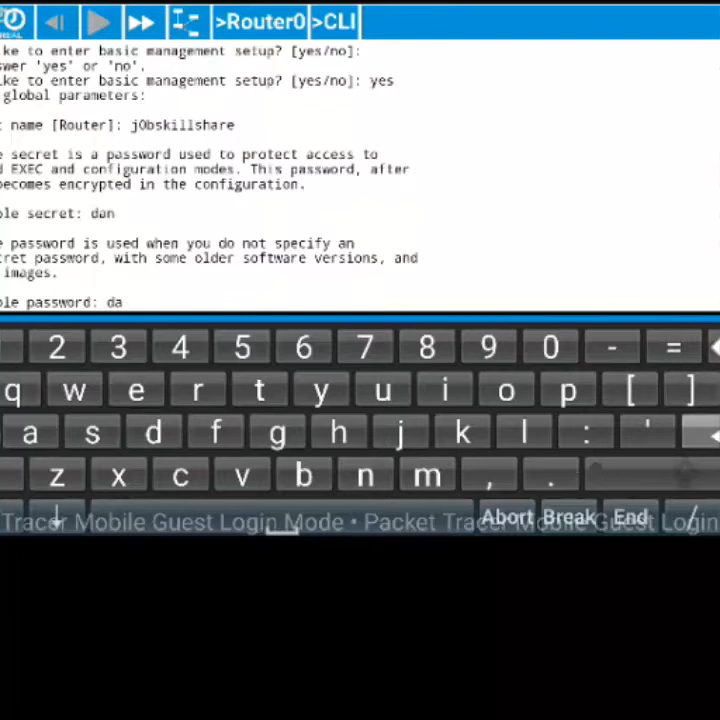 >Router0 >CLI
ke to enter basic management setup? [yes/no]:
swer 'yes' or 'no'.
ke to enter basic management setup? [yes/no]: yes
global parameters:
name [Router]: j0bskillshare
e secret is a password used to protect access to
d EXEC and configuration modes. This password, after
becomes encrypted in the configuration.
le secret: dan
e password is used when you do not specify an
cret password, with some older software versions, and
images.
le password: da
2 3 4 5 6 7 8 9 0 - =
q w e r t y u i o p [ ]
a s d f g h j k l : '
z x c v b n m , .
↓ Abort Break End /
Tracer Mobile Guest Login Mode • Packet Tracer Mobile Guest Login